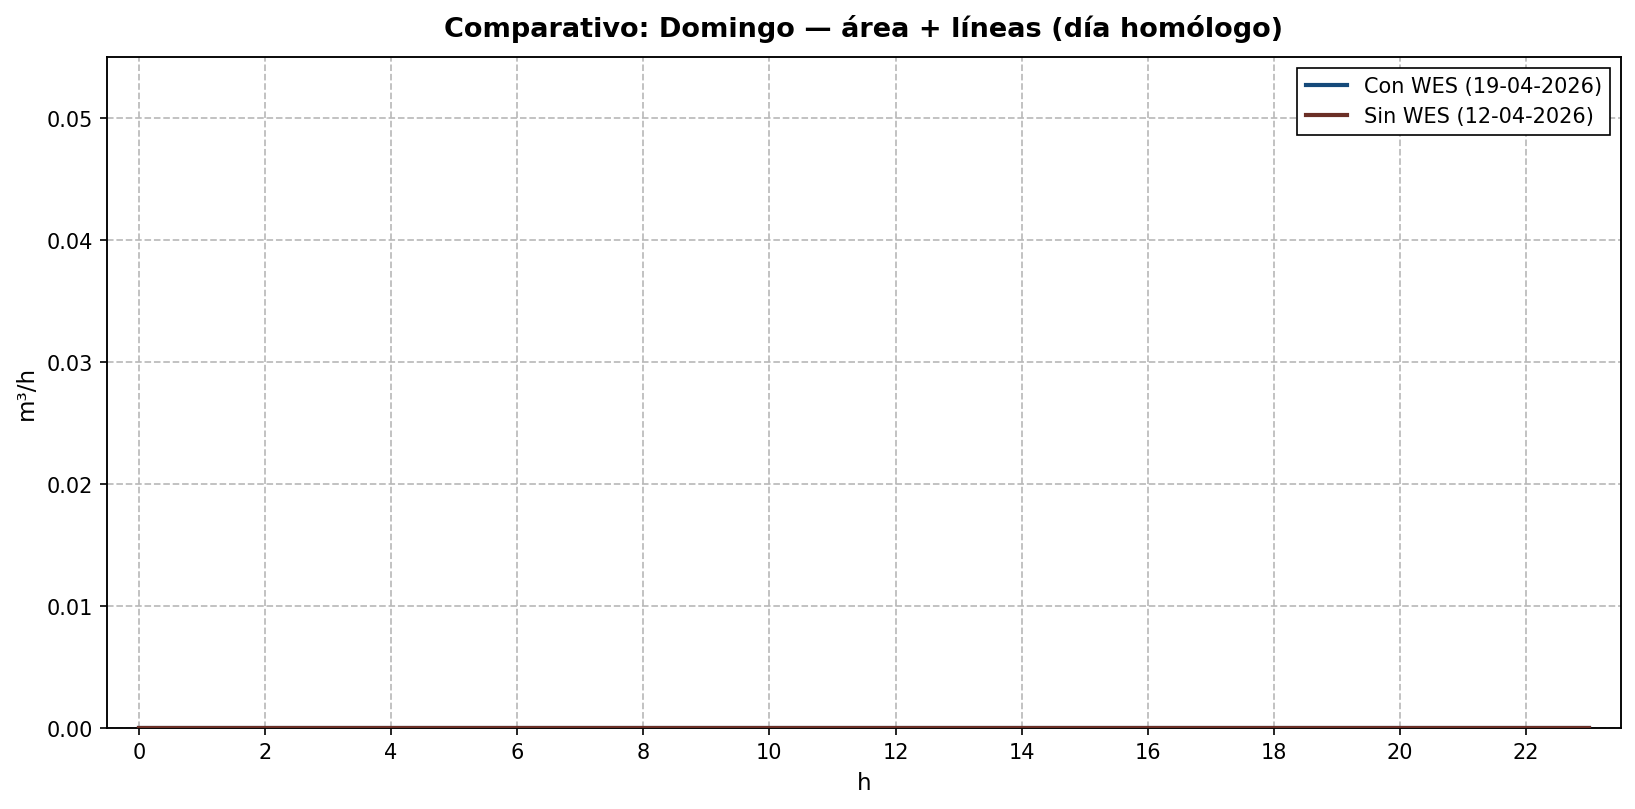 Comparativo: Domingo — área + líneas (día homólogo)
Con WES (19-04-2026)
Sin WES (12-04-2026)
m³/h
0.05
0.04
0.03
0.02
0.01
0.00
0 2 4 6 8 10 12 14 16 18 20 22
h